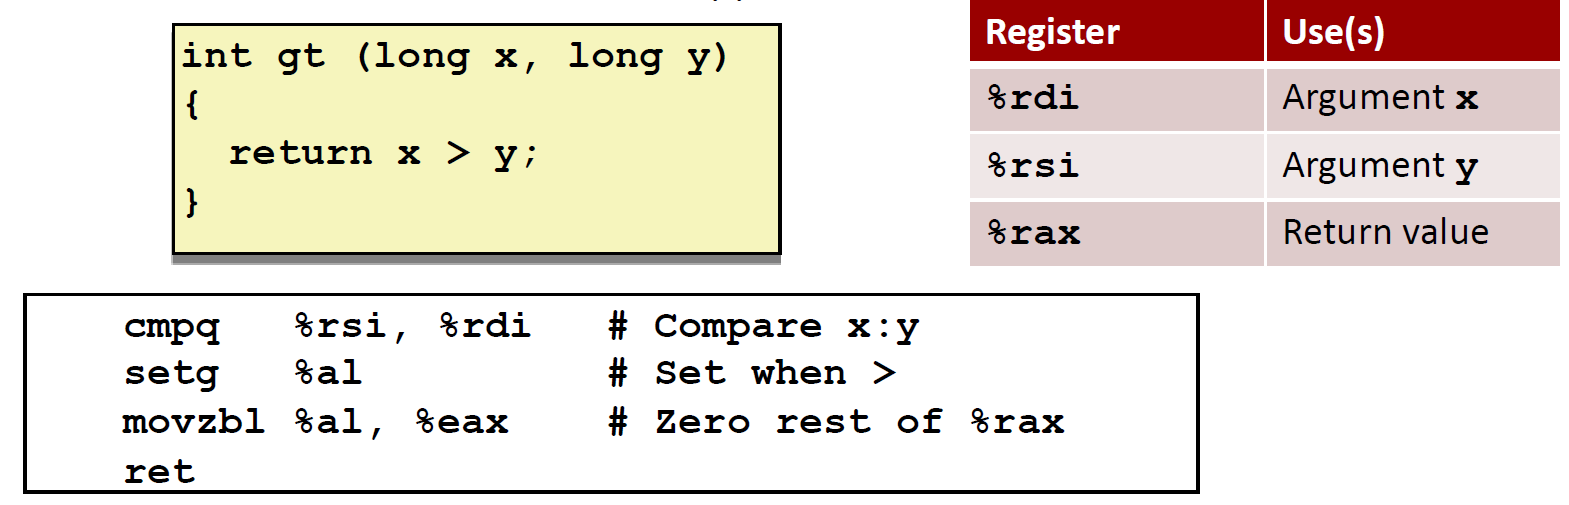 int gt (long x, long y)
{
  return x > y;
}
Register Use(s)
%rdi Argument x
%rsi Argument y
%rax Return value
cmpq   %rsi, %rdi   # Compare x:y
setg   %al          # Set when >
movzbl %al, %eax    # Zero rest of %rax
ret